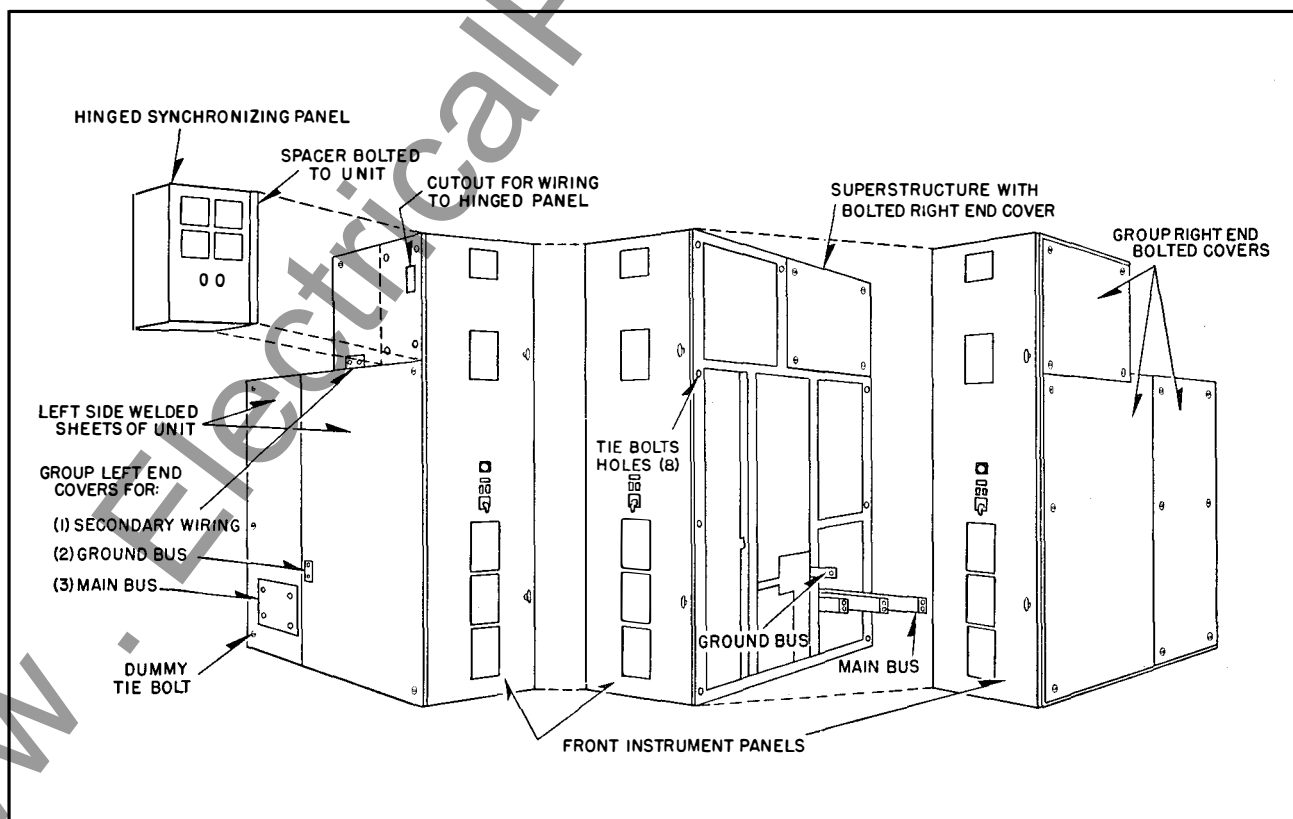 HINGED SYNCHRONIZING PANEL
SPACER BOLTED
TO UNIT
CUTOUT FOR WIRING
TO HINGED PANEL
SUPERSTRUCTURE WITH
BOLTED RIGHT END COVER
GROUP RIGHT END
BOLTED COVERS
LEFT SIDE WELDED
SHEETS OF UNIT
GROUP LEFT END
COVERS FOR:
(1) SECONDARY WIRING
(2) GROUND BUS
(3) MAIN BUS
DUMMY
TIE BOLT
TIE BOLTS
HOLES (8)
GROUND BUS
MAIN BUS
FRONT INSTRUMENT PANELS
w . Electrical